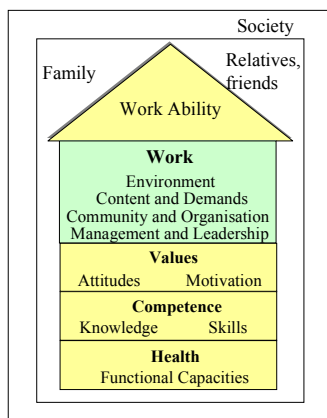 Society
Family
Relatives,
friends
Work Ability
Work
Environment
Content and Demands
Community and Organisation
Management and Leadership
Values
Attitudes Motivation
Competence
Knowledge Skills
Health
Functional Capacities